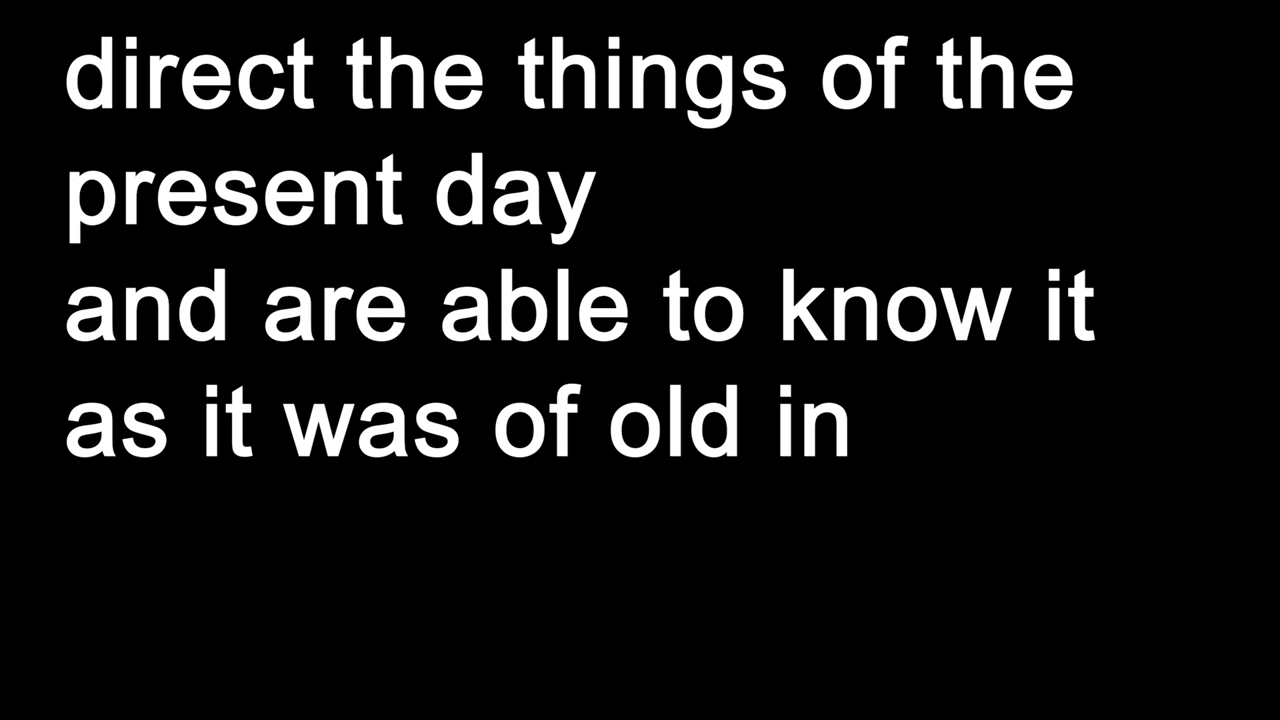 direct the things of the
present day
and are able to know it
as it was of old in